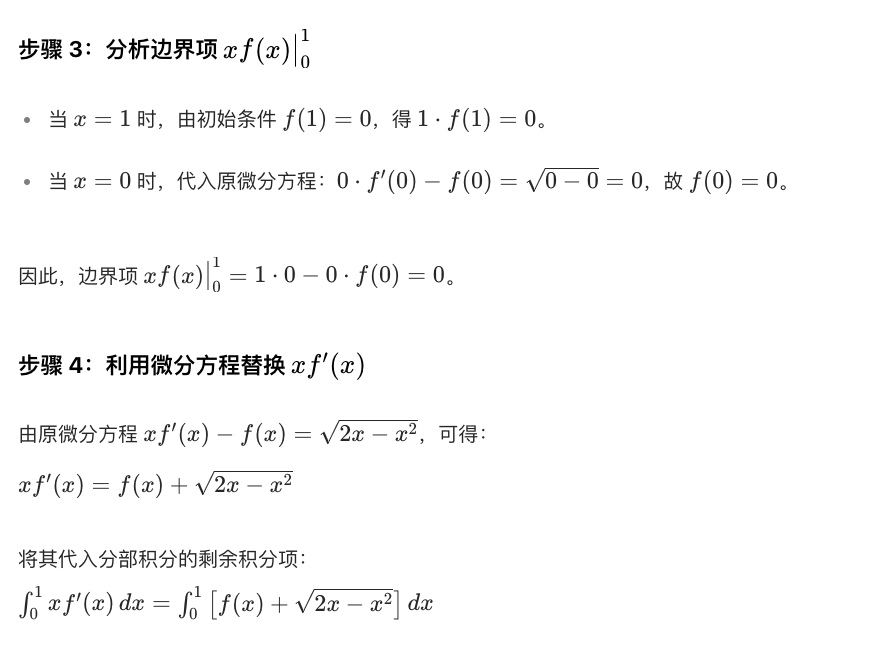 步骤 3：分析边界项 $xf(x)\big|_0^1$
• 当 $x = 1$ 时，由初始条件 $f(1) = 0$，得 $1 \cdot f(1) = 0$。
• 当 $x = 0$ 时，代入原微分方程：$0 \cdot f'(0) - f(0) = \sqrt{0 - 0} = 0$，故 $f(0) = 0$。
因此，边界项 $xf(x)\big|_0^1 = 1 \cdot 0 - 0 \cdot f(0) = 0$。
步骤 4：利用微分方程替换 $xf'(x)$
由原微分方程 $xf'(x) - f(x) = \sqrt{2x - x^2}$，可得：
$xf'(x) = f(x) + \sqrt{2x - x^2}$
将其代入分部积分的剩余积分项：
$\int_0^1 xf'(x)\,dx = \int_0^1 \left[f(x) + \sqrt{2x - x^2}\right] dx$